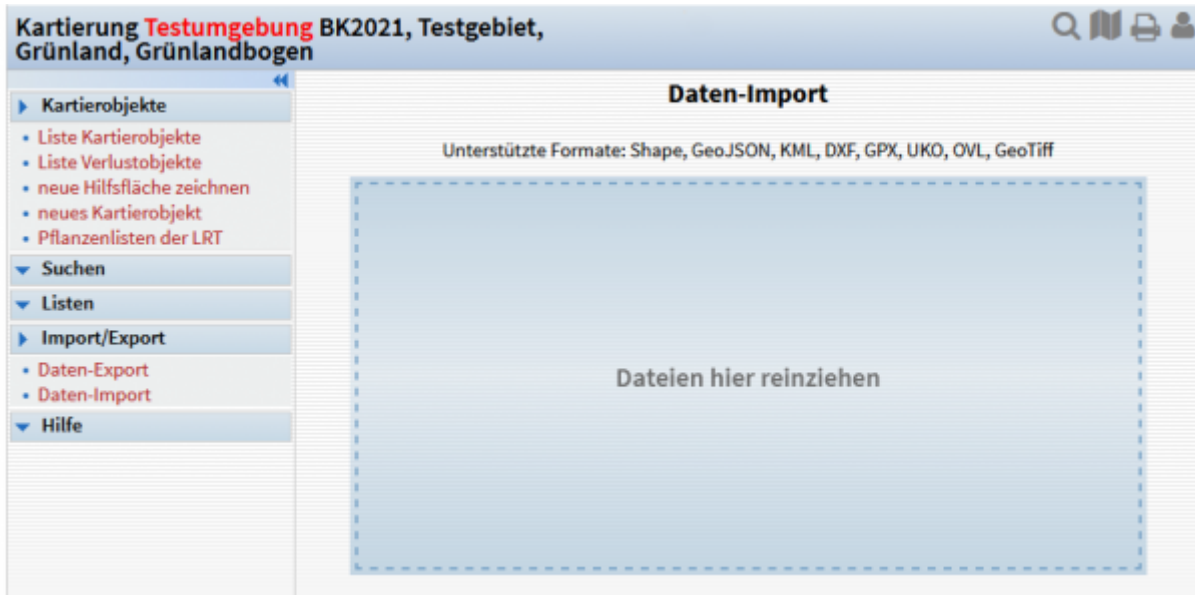 Kartierung Testumgebung BK2021, Testgebiet,
Grünland, Grünlandbogen
Kartierobjekte
Liste Kartierobjekte
Liste Verlustobjekte
neue Hilfsfläche zeichnen
neues Kartierobjekt
Pflanzenlisten der LRT
Suchen
Listen
Import/Export
Daten-Export
Daten-Import
Hilfe
Daten-Import
Unterstützte Formate: Shape, GeoJSON, KML, DXF, GPX, UKO, OVL, GeoTiff
Dateien hier reinziehen